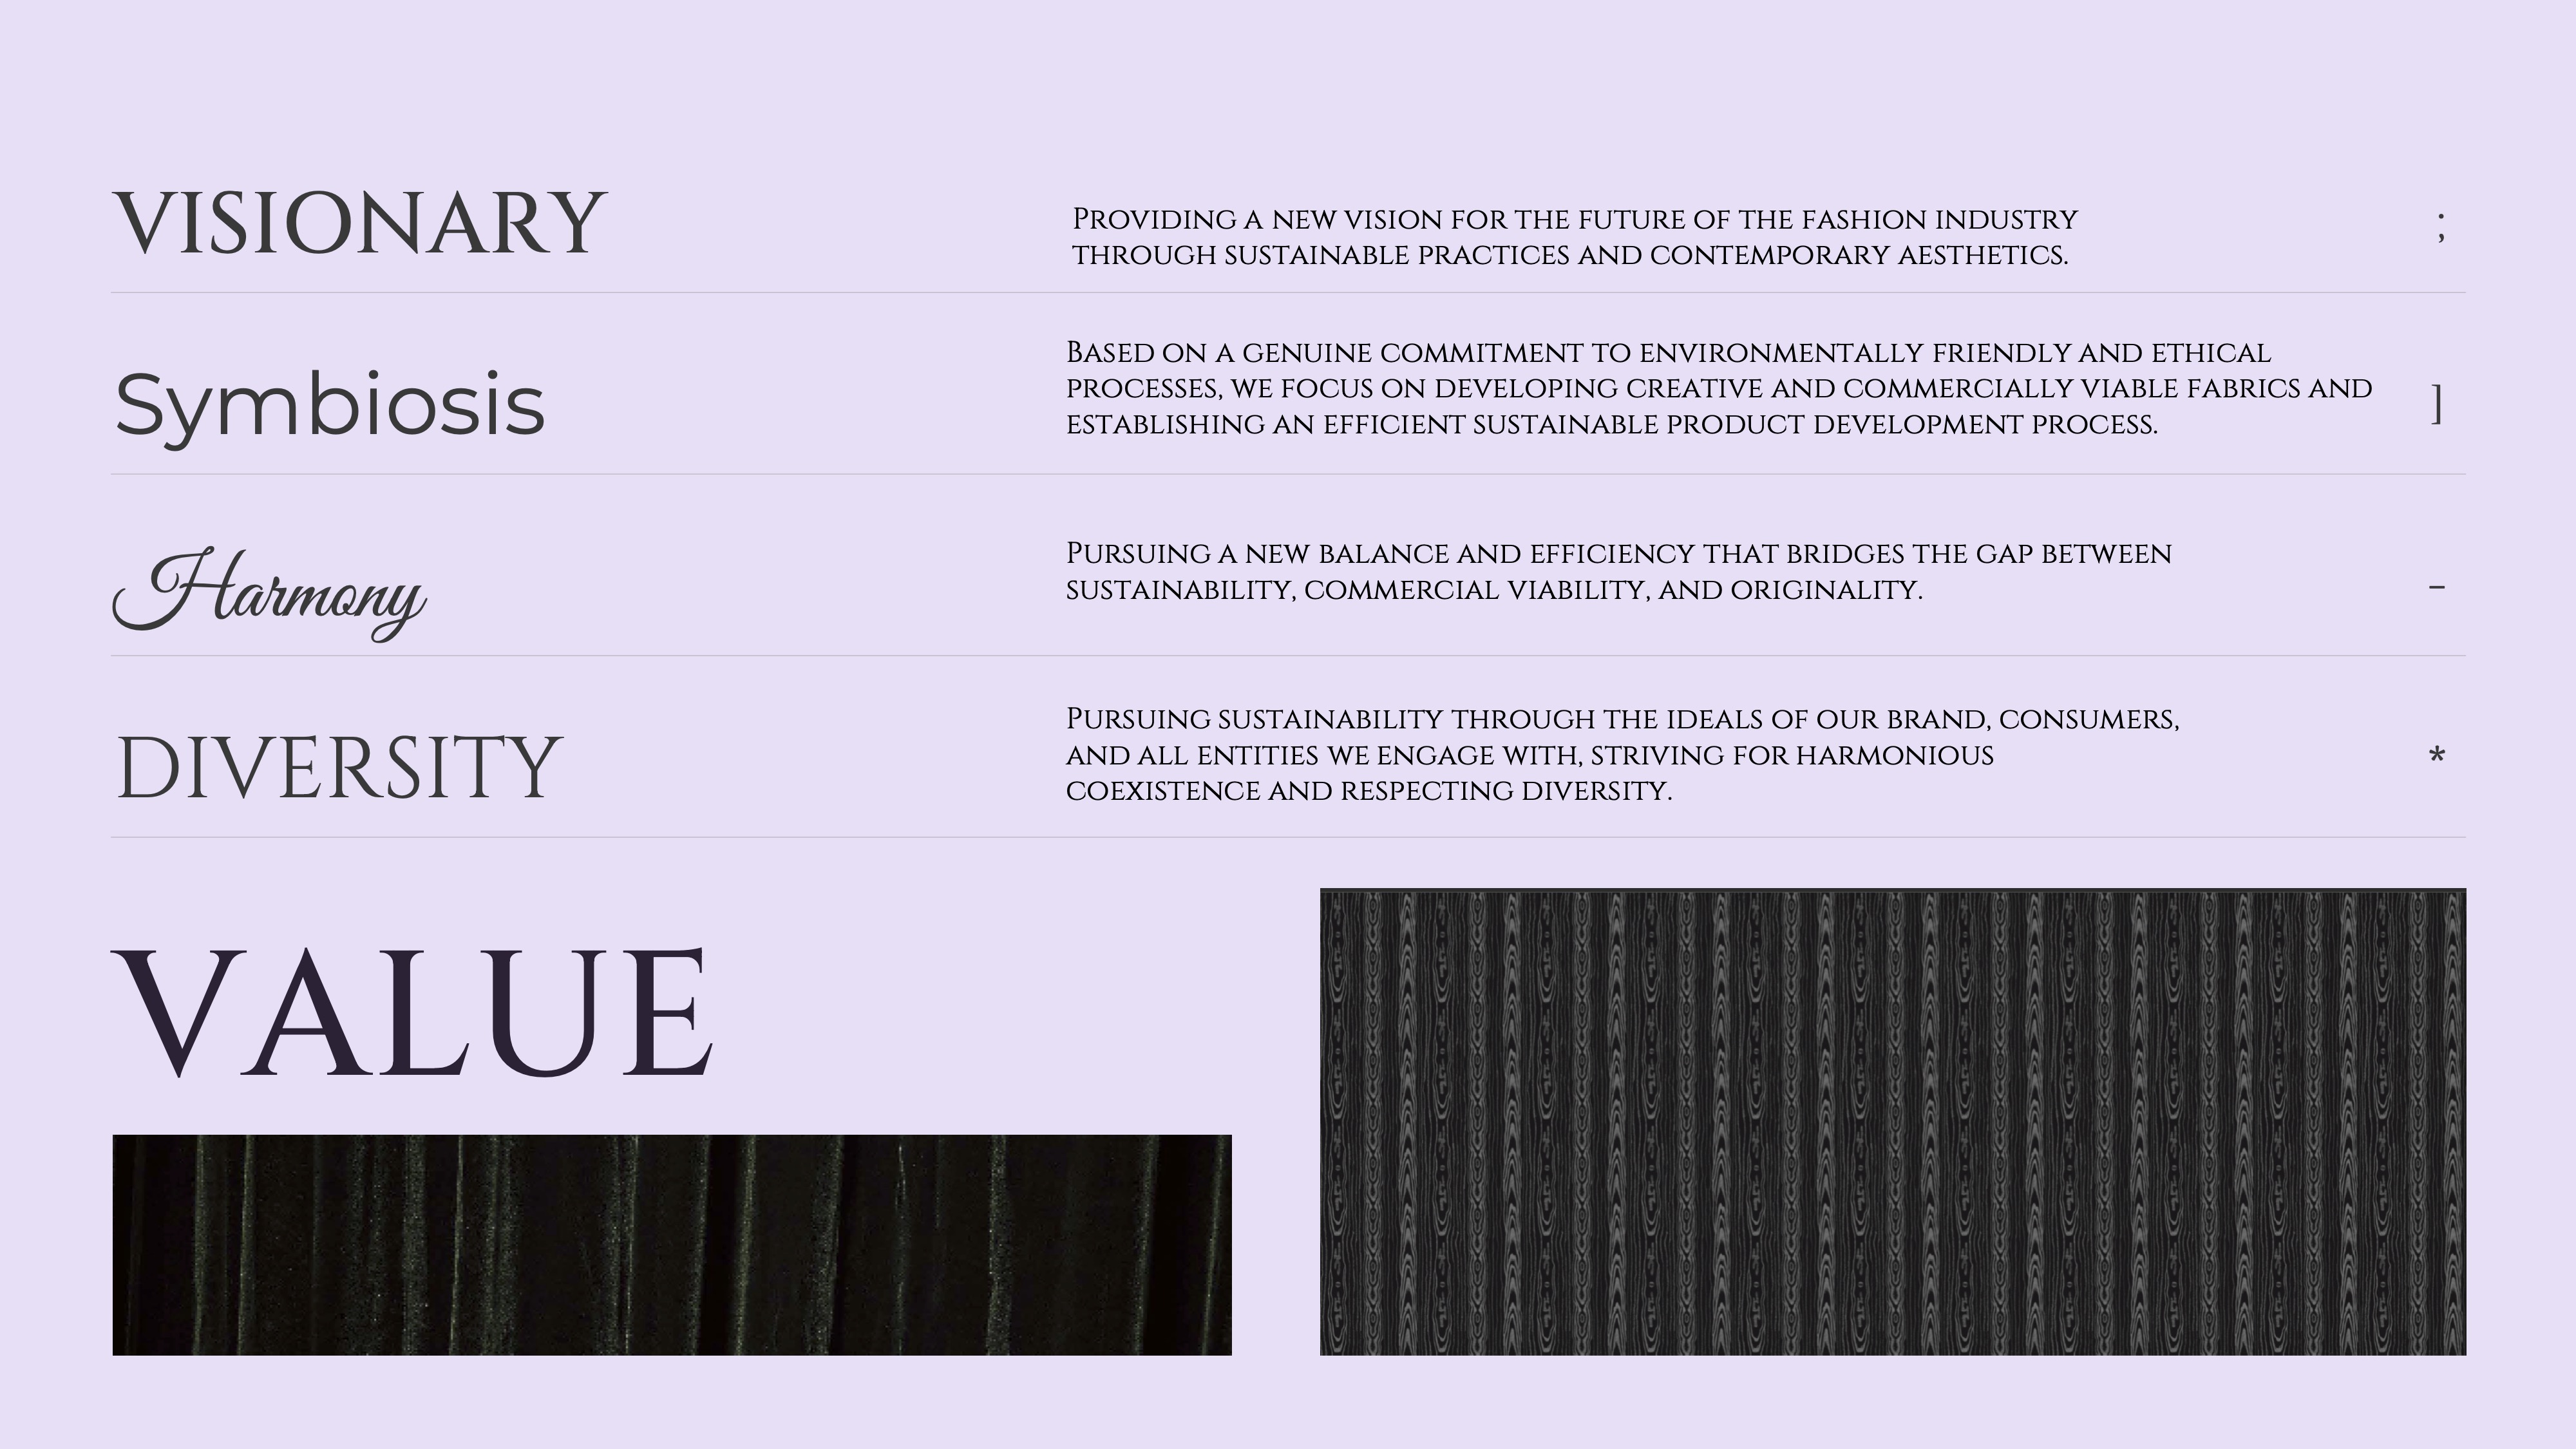 VISIONARY
PROVIDING A NEW VISION FOR THE FUTURE OF THE FASHION INDUSTRY
THROUGH SUSTAINABLE PRACTICES AND CONTEMPORARY AESTHETICS.
;
Symbiosis
BASED ON A GENUINE COMMITMENT TO ENVIRONMENTALLY FRIENDLY AND ETHICAL
PROCESSES, WE FOCUS ON DEVELOPING CREATIVE AND COMMERCIALLY VIABLE FABRICS AND
ESTABLISHING AN EFFICIENT SUSTAINABLE PRODUCT DEVELOPMENT PROCESS.
]
Harmony
PURSUING A NEW BALANCE AND EFFICIENCY THAT BRIDGES THE GAP BETWEEN
SUSTAINABILITY, COMMERCIAL VIABILITY, AND ORIGINALITY.
–
DIVERSITY
PURSUING SUSTAINABILITY THROUGH THE IDEALS OF OUR BRAND, CONSUMERS,
AND ALL ENTITIES WE ENGAGE WITH, STRIVING FOR HARMONIOUS
COEXISTENCE AND RESPECTING DIVERSITY.
*
VALUE